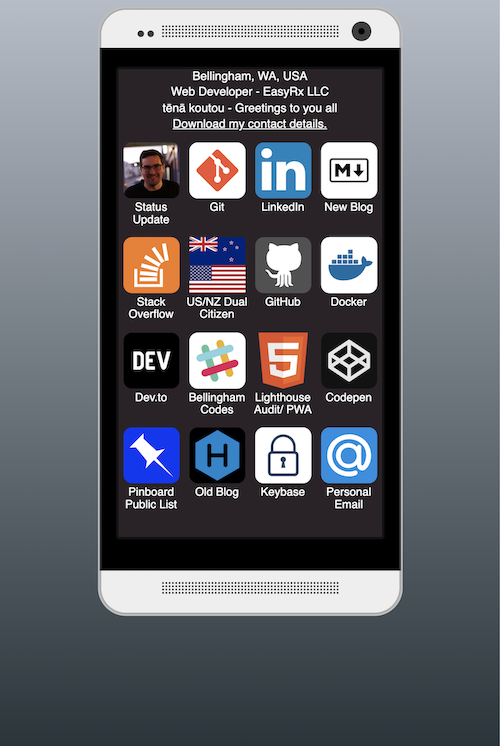 Bellingham, WA, USA
Web Developer - EasyRx LLC
tēnā koutou - Greetings to you all
Download my contact details.
in
M
Status Update
Git
LinkedIn
New Blog
Stack Overflow
US/NZ Dual Citizen
GitHub
Docker
DEV
5
Dev.to
Bellingham Codes
Lighthouse Audit/ PWA
Codepen
H
@
Pinboard Public List
Old Blog
Keybase
Personal Email